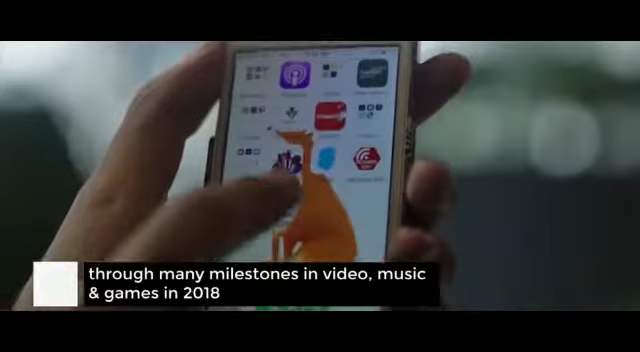 through many milestones in video, music
& games in 2018